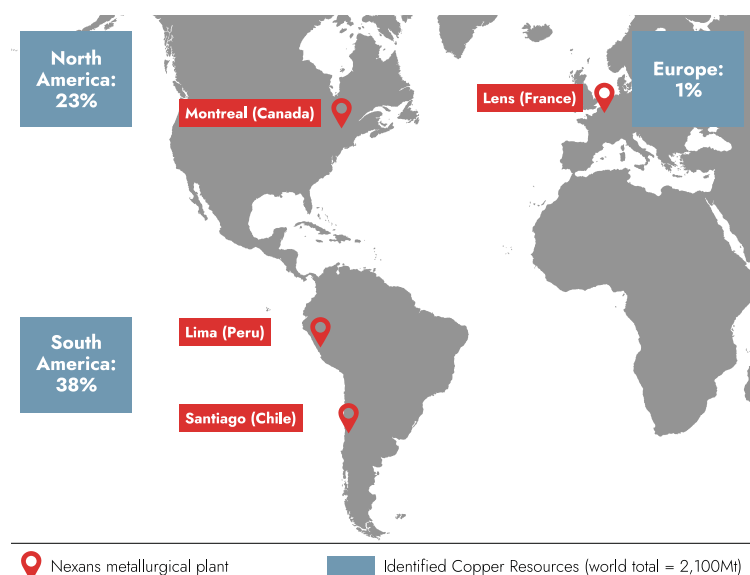 North
America:
23%
Europe:
1%
Lens (France)
Montreal (Canada)
South
America:
38%
Lima (Peru)
Santiago (Chile)
Nexans metallurgical plant
Identified Copper Resources (world total = 2,100Mt)